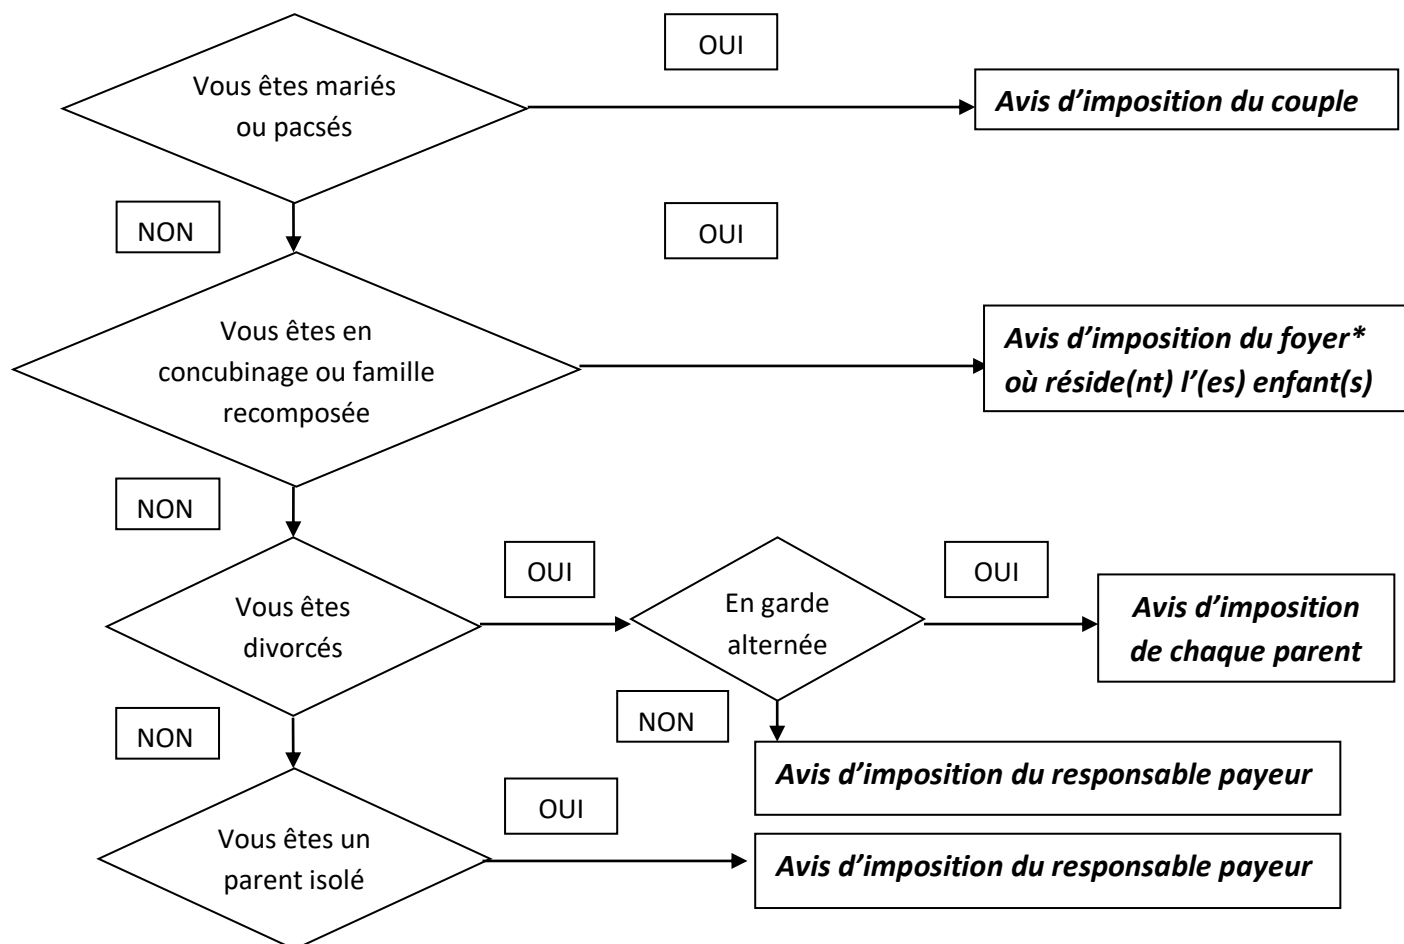 OUI
Vous êtes mariés
ou pacsés
Avis d’imposition du couple
NON
OUI
Vous êtes en
concubinage ou famille
recomposée
Avis d’imposition du foyer*
où réside(nt) l’(es) enfant(s)
NON
OUI
OUI
Vous êtes
divorcés
En garde
alternée
Avis d’imposition
de chaque parent
NON
NON
Avis d’imposition du responsable payeur
OUI
Vous êtes un
parent isolé
Avis d’imposition du responsable payeur